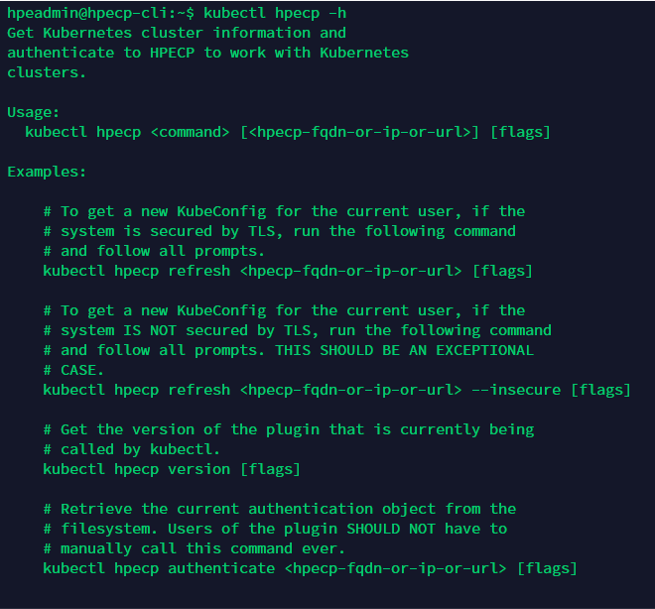 hpeadmin@hpecp-cli:~$ kubectl hpecp -h
Get Kubernetes cluster information and
authenticate to HPECP to work with Kubernetes
clusters.
Usage:
kubectl hpecp <command> [<hpecp-fqdn-or-ip-or-url>] [flags]
Examples:
# To get a new KubeConfig for the current user, if the
# system is secured by TLS, run the following command
# and follow all prompts.
kubectl hpecp refresh <hpecp-fqdn-or-ip-or-url> [flags]
# To get a new KubeConfig for the current user, if the
# system IS NOT secured by TLS, run the following command
# and follow all prompts. THIS SHOULD BE AN EXCEPTIONAL
# CASE.
kubectl hpecp refresh <hpecp-fqdn-or-ip-or-url> --insecure [flags]
# Get the version of the plugin that is currently being
# called by kubectl.
kubectl hpecp version [flags]
# Retrieve the current authentication object from the
# filesystem. Users of the plugin SHOULD NOT have to
# manually call this command ever.
kubectl hpecp authenticate <hpecp-fqdn-or-ip-or-url> [flags]